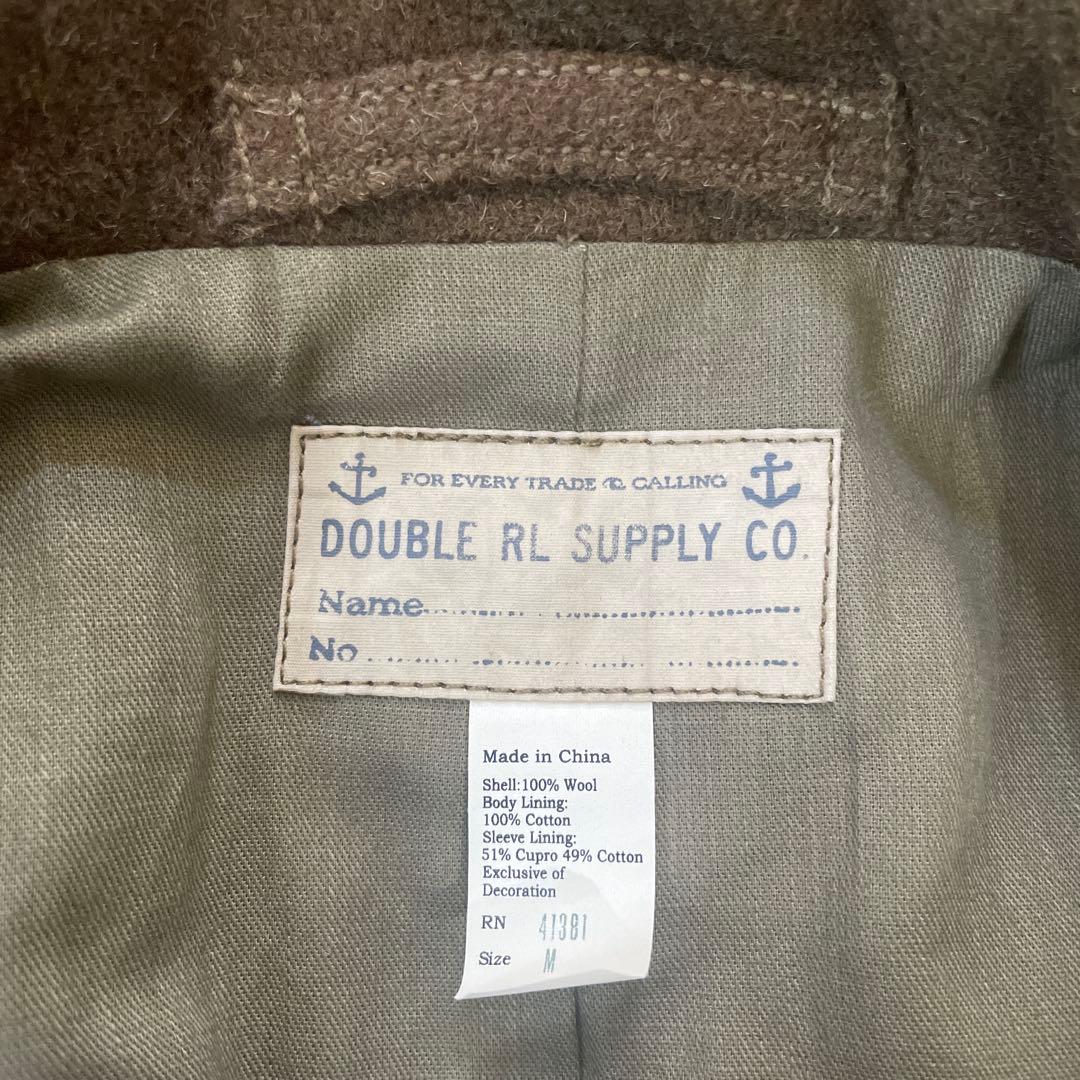 FOR EVERY TRADE & CALLING
DOUBLE RL SUPPLY CO.
Name
No
Made in China
Shell:100% Wool
Body Lining:
100% Cotton
Sleeve Lining:
51% Cupro 49% Cotton
Exclusive of
Decoration
RN 41381
Size M